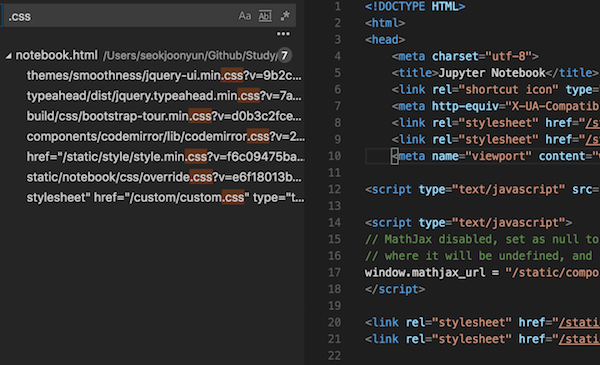 .css
Aa Abl .*
notebook.html /Users/seokjoonyun/Github/Study/ 7
themes/smoothness/jquery-ui.min.css?v=9b2c...
typeahead/dist/jquery.typeahead.min.css?v=7a...
build/css/bootstrap-tour.min.css?v=d0b3c2fce...
components/codemirror/lib/codemirror.css?v=2...
href="/static/style/style.min.css?v=f6c09475ba...
static/notebook/css/override.css?v=e6f18013b...
stylesheet" href="/custom/custom.css" type="t...
1 <!DOCTYPE HTML>
2 <html>
3 <head>
4 <meta charset="utf-8">
5 <title>Jupyter Notebook</title>
6 <link rel="shortcut icon" type=
7 <meta http-equiv="X-UA-Compatib
8 <link rel="stylesheet" href="/st
9 <link rel="stylesheet" href="/st
10 <meta name="viewport" content="
11
12 <script type="text/javascript" src=
13
14 <script type="text/javascript">
15 // MathJax disabled, set as null to
16 // where it will be undefined, and
17 window.mathjax_url = "/static/compo
18 </script>
19
20 <link rel="stylesheet" href="/stati
21 <link rel="stylesheet" href="/stati
22